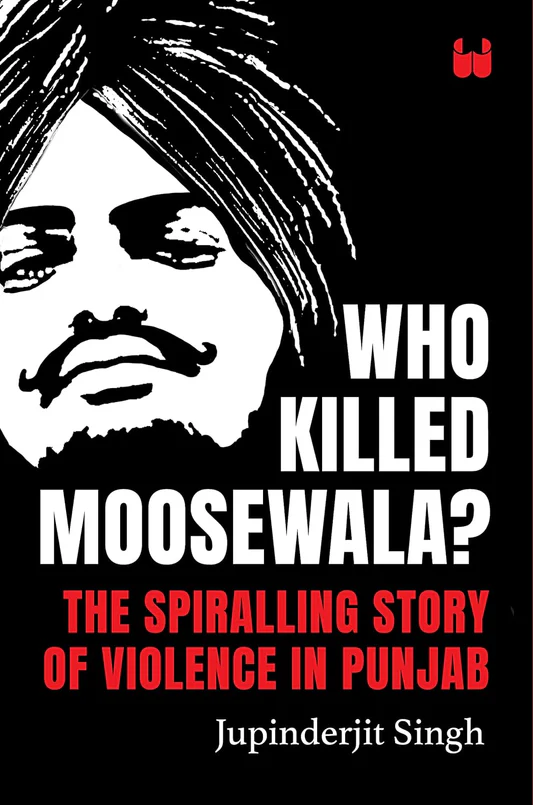 WHO
KILLED
MOOSEWALA?
THE SPIRALLING STORY
OF VIOLENCE IN PUNJAB
Jupinderjit Singh